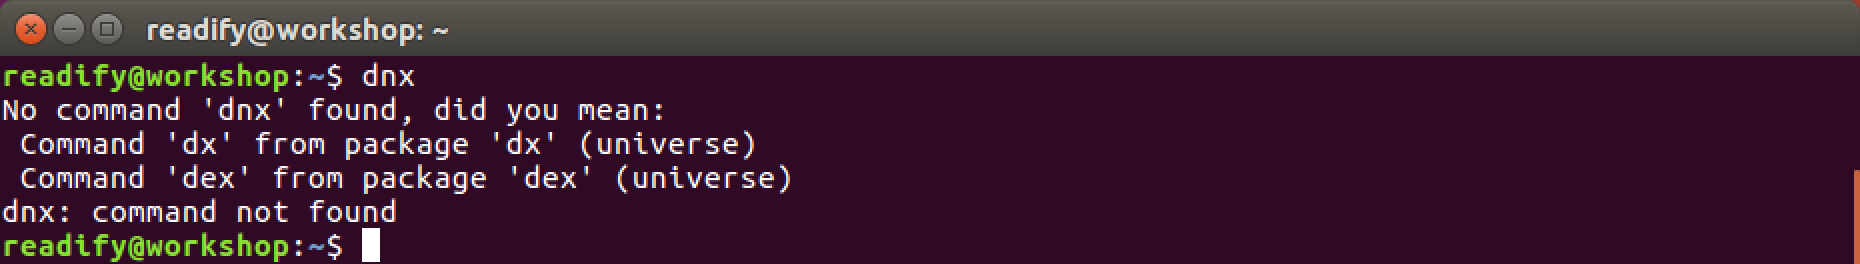 readify@workshop: ~
readify@workshop:~$ dnx
No command 'dnx' found, did you mean:
 Command 'dx' from package 'dx' (universe)
 Command 'dex' from package 'dex' (universe)
dnx: command not found
readify@workshop:~$